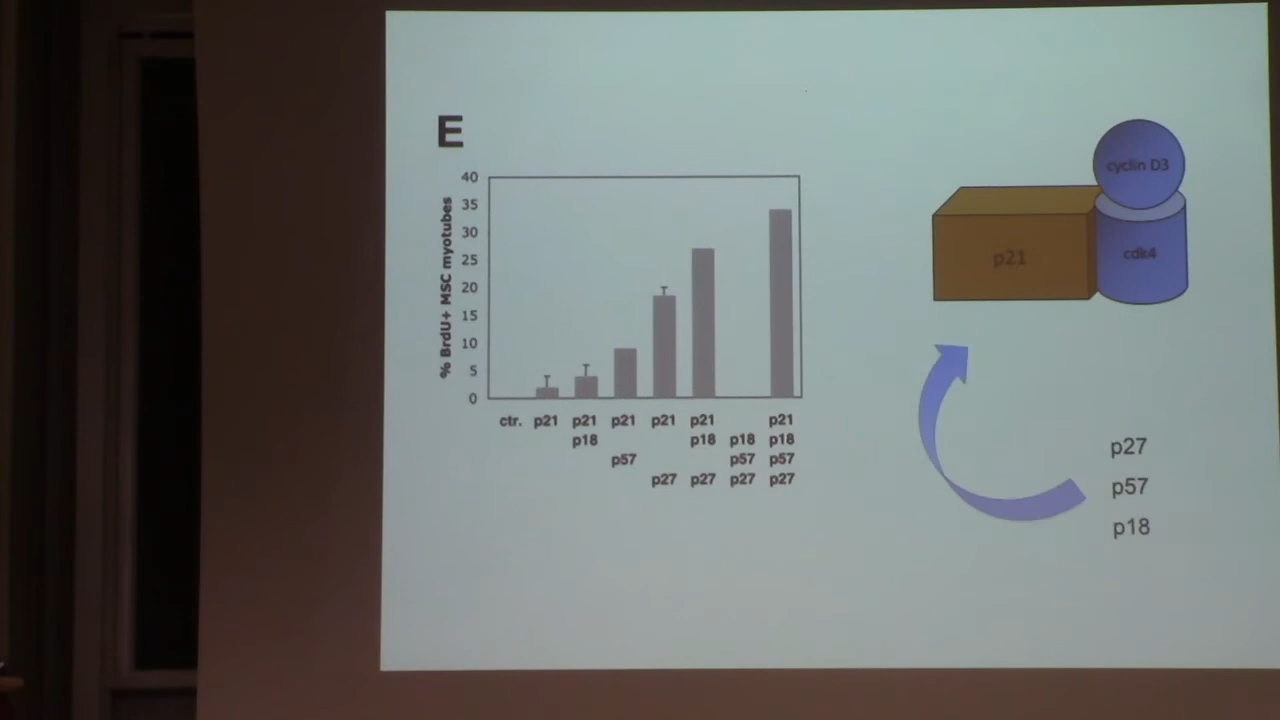 E
% BrdU+ MSC myotubes
40
35
30
25
20
15
10
5
0
ctr. p21 p21 p21 p21 p21 p21
p18 p18 p18 p18
p57 p57 p57
p27 p27 p27 p27
cyclin D3
p21
cdk4
p27
p57
p18